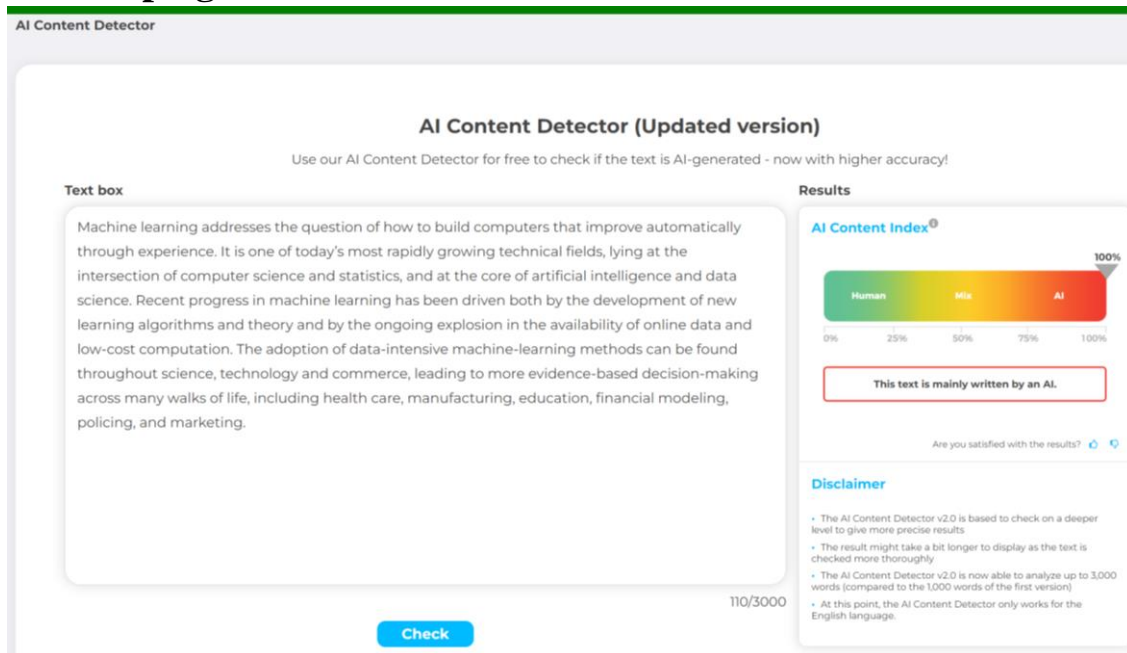 AI Content Detector
AI Content Detector (Updated version)
Use our AI Content Detector for free to check if the text is AI-generated - now with higher accuracy!
Text box
Machine learning addresses the question of how to build computers that improve automatically
through experience. It is one of today's most rapidly growing technical fields, lying at the
intersection of computer science and statistics, and at the core of artificial intelligence and data
science. Recent progress in machine learning has been driven both by the development of new
learning algorithms and theory and by the ongoing explosion in the availability of online data and
low-cost computation. The adoption of data-intensive machine-learning methods can be found
throughout science, technology and commerce, leading to more evidence-based decision-making
across many walks of life, including health care, manufacturing, education, financial modeling,
policing, and marketing.
110/3000
Check
Results
AI Content Index
100%
Human Mix AI
0% 25% 50% 75% 100%
This text is mainly written by an AI.
Are you satisfied with the results?
Disclaimer
• The AI Content Detector v2.0 is based to check on a deeper
level to give more precise results
• The result might take a bit longer to display as the text is
checked more thoroughly
• The AI Content Detector v2.0 is now able to analyze up to 3,000
words (compared to the 1,000 words of the first version)
• At this point, the AI Content Detector only works for the
English language.